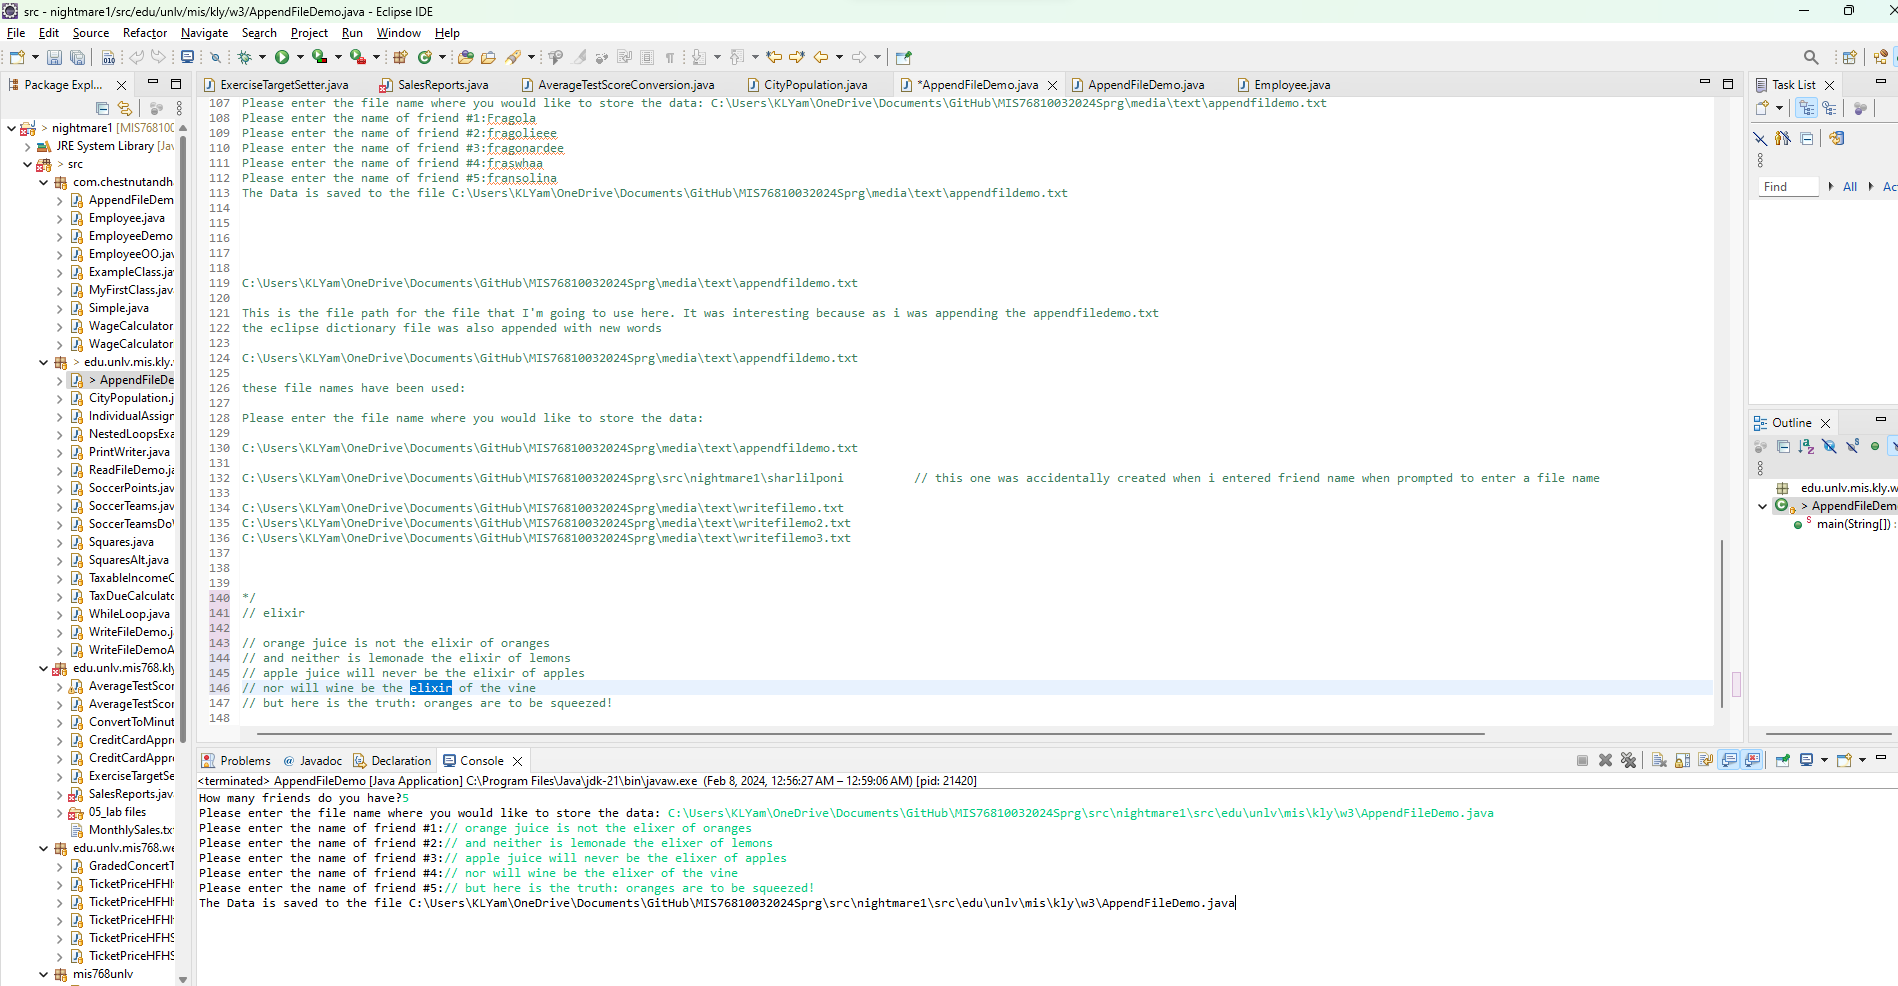 src - nightmare1/src/edu/unlv/mis/kly/w3/AppendFileDemo.java - Eclipse IDE
File Edit Source Refactor Navigate Search Project Run Window Help
Package Expl...
ExerciseTargetSetter.java SalesReports.java AverageTestScoreConversion.java CityPopulation.java *AppendFileDemo.java AppendFileDemo.java Employee.java
Task List
> nightmare1 [MIS76810
JRE System Library [Jav
> src
com.chestnutandh
AppendFileDem
Employee.java
EmployeeDemo
EmployeeOO.jav
ExampleClass.ja
MyFirstClass.jav
Simple.java
WageCalculator
WageCalculator
> edu.unlv.mis.kly.
> AppendFileDe
CityPopulation.j
IndividualAssign
NestedLoopsExa
PrintWriter.java
ReadFileDemo.ja
SoccerPoints.jav
SoccerTeams.jav
SoccerTeamsDo
Squares.java
SquaresAlt.java
TaxableIncomeC
TaxDueCalculato
WhileLoop.java
WriteFileDemo.j
WriteFileDemoA
edu.unlv.mis768.kly
AverageTestScor
AverageTestScor
ConvertToMinut
CreditCardAppr
CreditCardAppr
ExerciseTargetSe
SalesReports.jav
05_lab files
MonthlySales.tx
edu.unlv.mis768.we
GradedConcertT
TicketPriceHFHI
TicketPriceHFHI
TicketPriceHFHI
TicketPriceHFHS
TicketPriceHFHS
mis768unlv
107 Please enter the file name where you would like to store the data: C:\Users\KLYam\OneDrive\Documents\GitHub\MIS76810032024Sprg\media\text\appendfildemo.txt
108 Please enter the name of friend #1:Fragola
109 Please enter the name of friend #2:fragolieee
110 Please enter the name of friend #3:fragonardee
111 Please enter the name of friend #4:fraswhaa
112 Please enter the name of friend #5:fransolina
113 The Data is saved to the file C:\Users\KLYam\OneDrive\Documents\GitHub\MIS76810032024Sprg\media\text\appendfildemo.txt
114
115
116
117
118
119 C:\Users\KLYam\OneDrive\Documents\GitHub\MIS76810032024Sprg\media\text\appendfildemo.txt
120
121 This is the file path for the file that I'm going to use here. It was interesting because as i was appending the appendfiledemo.txt
122 the eclipse dictionary file was also appended with new words
123
124 C:\Users\KLYam\OneDrive\Documents\GitHub\MIS76810032024Sprg\media\text\appendfildemo.txt
125
126 these file names have been used:
127
128 Please enter the file name where you would like to store the data:
129
130 C:\Users\KLYam\OneDrive\Documents\GitHub\MIS76810032024Sprg\media\text\appendfildemo.txt
131
132 C:\Users\KLYam\OneDrive\Documents\GitHub\MIS76810032024Sprg\src\nightmare1\sharlilponi // this one was accidentally created when i entered friend name when prompted to enter a file name
133
134 C:\Users\KLYam\OneDrive\Documents\GitHub\MIS76810032024Sprg\media\text\writefilemo.txt
135 C:\Users\KLYam\OneDrive\Documents\GitHub\MIS76810032024Sprg\media\text\writefilemo2.txt
136 C:\Users\KLYam\OneDrive\Documents\GitHub\MIS76810032024Sprg\media\text\writefilemo3.txt
137
138
139
140 */
141 // elixir
142
143 // orange juice is not the elixir of oranges
144 // and neither is lemonade the elixir of lemons
145 // apple juice will never be the elixir of apples
146 // nor will wine be the elixir of the vine
147 // but here is the truth: oranges are to be squeezed!
148
Find All Ac
Outline
edu.unlv.mis.kly.w
> AppendFileDem
main(String[]) :
Problems Javadoc Declaration Console
<terminated> AppendFileDemo [Java Application] C:\Program Files\Java\jdk-21\bin\javaw.exe (Feb 8, 2024, 12:56:27 AM – 12:59:06 AM) [pid: 21420]
How many friends do you have?5
Please enter the file name where you would like to store the data: C:\Users\KLYam\OneDrive\Documents\GitHub\MIS76810032024Sprg\src\nightmare1\src\edu\unlv\mis\kly\w3\AppendFileDemo.java
Please enter the name of friend #1:// orange juice is not the elixer of oranges
Please enter the name of friend #2:// and neither is lemonade the elixer of lemons
Please enter the name of friend #3:// apple juice will never be the elixer of apples
Please enter the name of friend #4:// nor will wine be the elixer of the vine
Please enter the name of friend #5:// but here is the truth: oranges are to be squeezed!
The Data is saved to the file C:\Users\KLYam\OneDrive\Documents\GitHub\MIS76810032024Sprg\src\nightmare1\src\edu\unlv\mis\kly\w3\AppendFileDemo.java